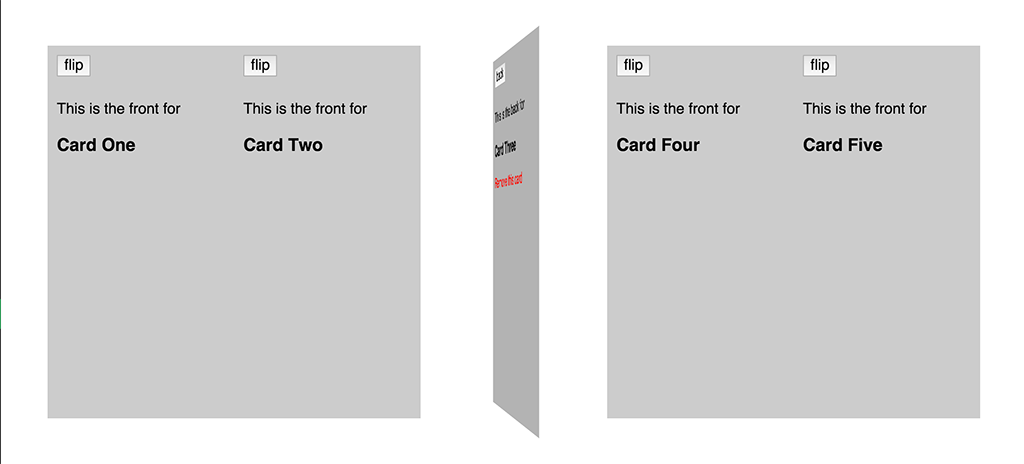 flip
This is the front for
Card One
flip
This is the front for
Card Two
back
This is the back for
Card Three
Remove this card
flip
This is the front for
Card Four
flip
This is the front for
Card Five